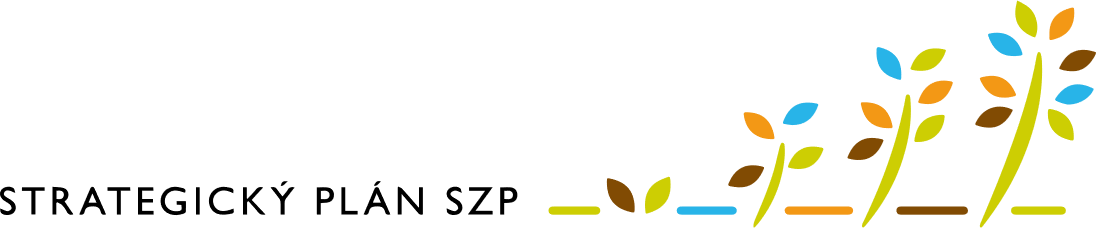 STRATEGICKÝ PLÁN SZP